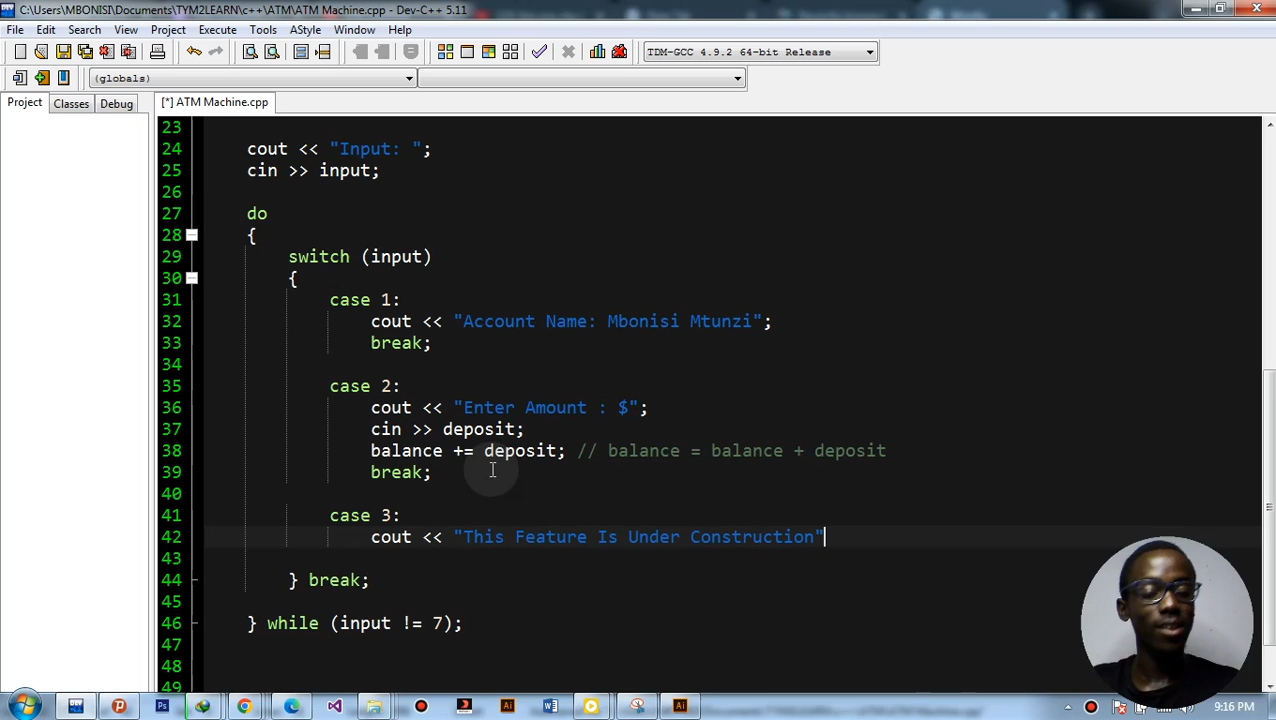 C:\Users\MBONISI\Documents\TYM2LEARN\c++\ATM\ATM Machine.cpp - Dev-C++ 5.11
File Edit Search View Project Execute Tools AStyle Window Help
TDM-GCC 4.9.2 64-bit Release
(globals)
Project Classes Debug [*] ATM Machine.cpp
23
24 cout << "Input: ";
25 cin >> input;
26
27 do
28 {
29 switch (input)
30 {
31 case 1:
32 cout << "Account Name: Mbonisi Mtunzi";
33 break;
34
35 case 2:
36 cout << "Enter Amount : $";
37 cin >> deposit;
38 balance += deposit; // balance = balance + deposit
39 break;
40
41 case 3:
42 cout << "This Feature Is Under Construction"
43
44 } break;
45
46 } while (input != 7);
47
48
49
9:16 PM